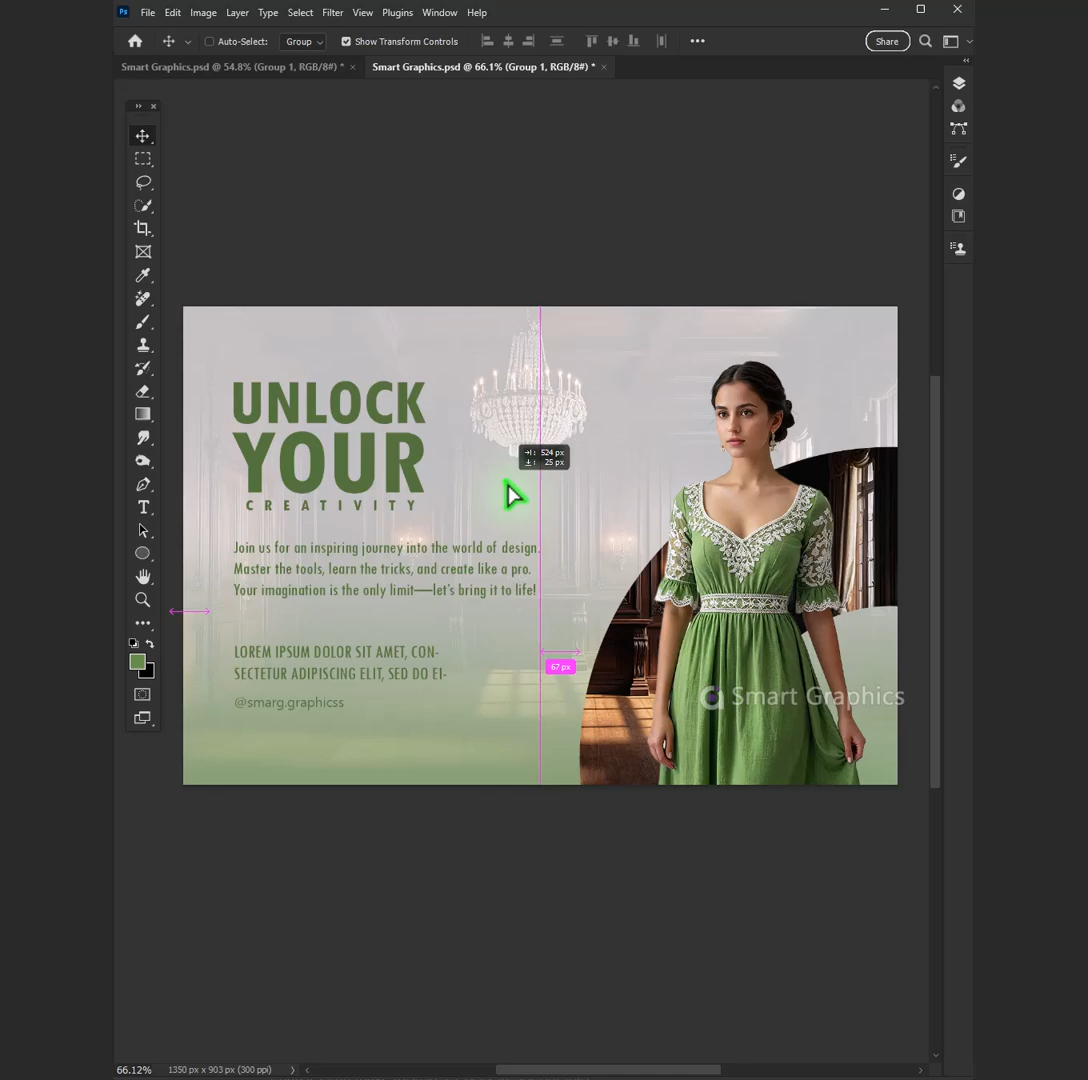 Ps File Edit Image Layer Type Select Filter View Plugins Window Help
Auto-Select: Group Show Transform Controls Share
Smart Graphics.psd @ 54.8% (Group 1, RGB/8#) *
Smart Graphics.psd @ 66.1% (Group 1, RGB/8#) *
UNLOCK
YOUR
CREATIVITY
524 px
25 px
Join us for an inspiring journey into the world of design.
Master the tools, learn the tricks, and create like a pro.
Your imagination is the only limit—let's bring it to life!
LOREM IPSUM DOLOR SIT AMET, CON-
SECTETUR ADIPISCING ELIT, SED DO EI-
@smarg.graphicss
67 px
Smart Graphics
66.12% 1350 px x 903 px (300 ppi)